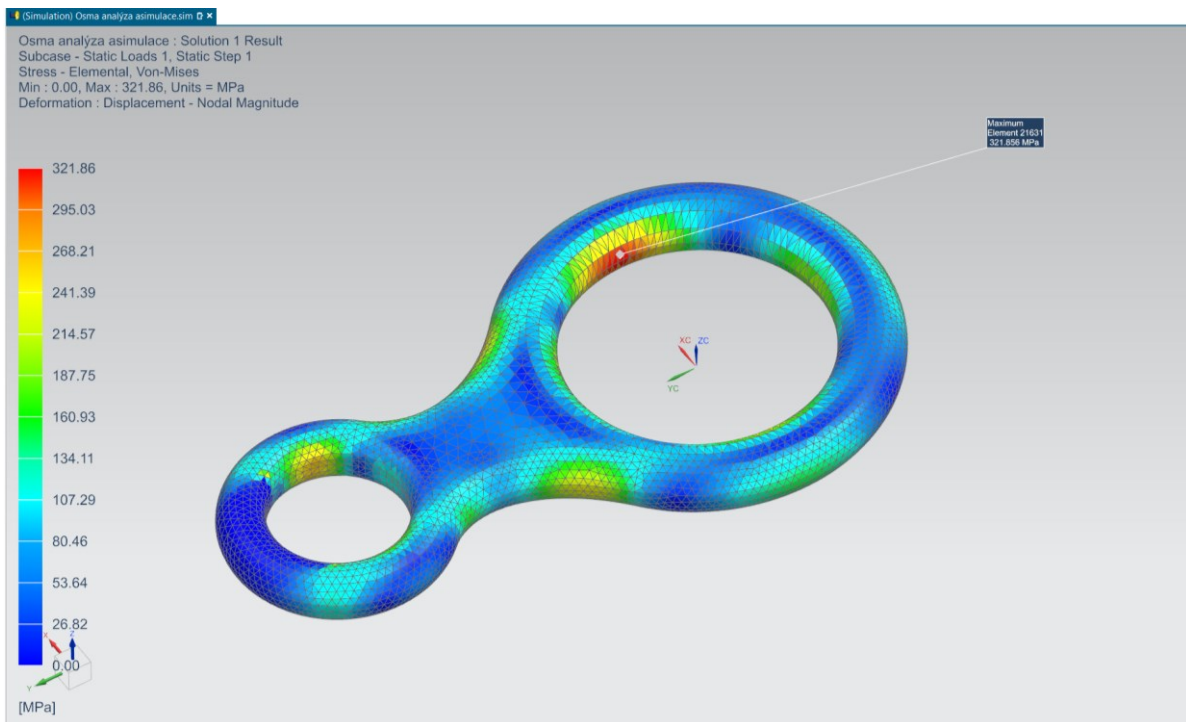 (Simulation) Osma analýza asimulace.sim
Osma analýza asimulace : Solution 1 Result
Subcase - Static Loads 1, Static Step 1
Stress - Elemental, Von-Mises
Min : 0.00, Max : 321.86, Units = MPa
Deformation : Displacement - Nodal Magnitude
Maximum
Element 21631
321.856 MPa
321.86
295.03
268.21
241.39
214.57
187.75
160.93
134.11
107.29
80.46
53.64
26.82
0.00
[MPa]
XC
ZC
YC
X
Z
Y